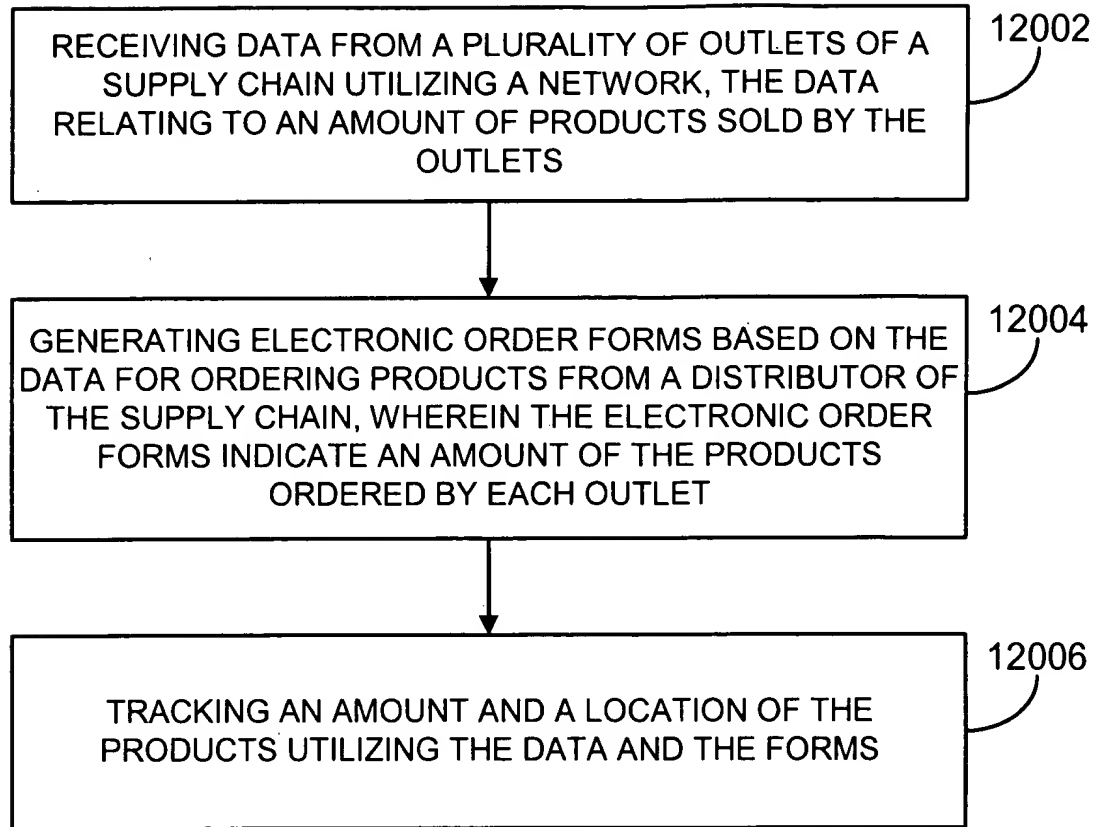 RECEIVING DATA FROM A PLURALITY OF OUTLETS OF A
SUPPLY CHAIN UTILIZING A NETWORK, THE DATA
RELATING TO AN AMOUNT OF PRODUCTS SOLD BY THE
OUTLETS
12002
GENERATING ELECTRONIC ORDER FORMS BASED ON THE
DATA FOR ORDERING PRODUCTS FROM A DISTRIBUTOR OF
THE SUPPLY CHAIN, WHEREIN THE ELECTRONIC ORDER
FORMS INDICATE AN AMOUNT OF THE PRODUCTS
ORDERED BY EACH OUTLET
12004
TRACKING AN AMOUNT AND A LOCATION OF THE
PRODUCTS UTILIZING THE DATA AND THE FORMS
12006